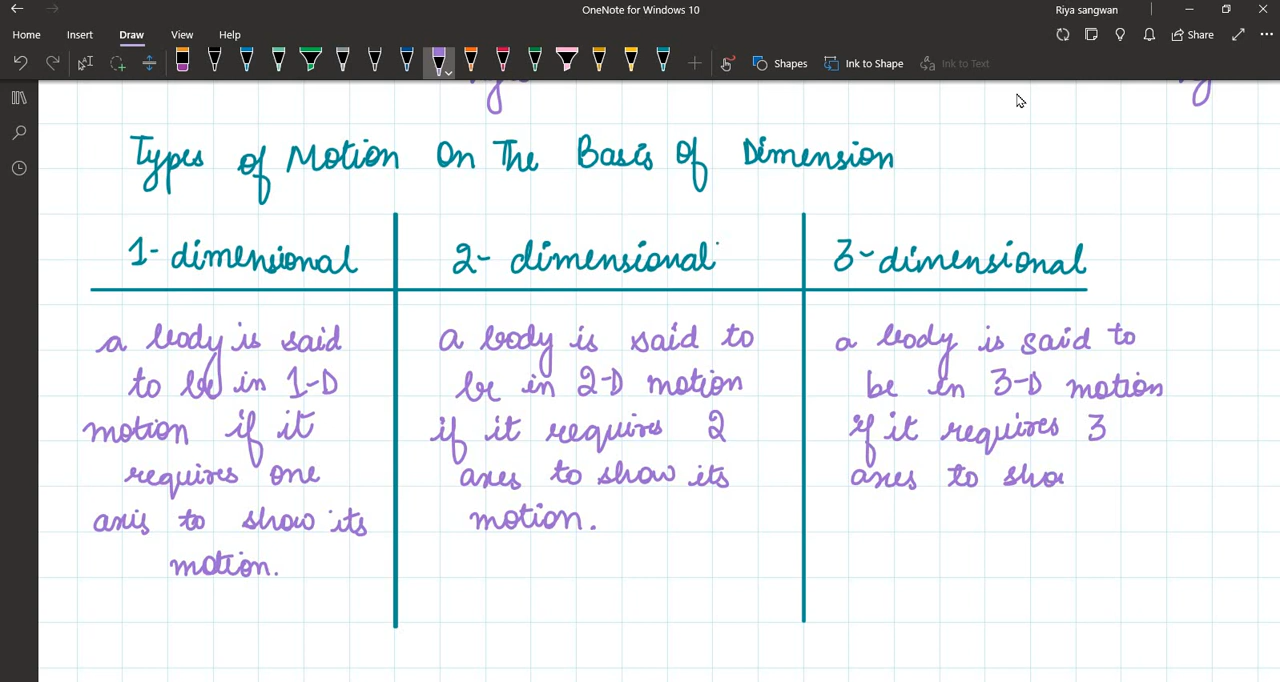 OneNote for Windows 10
Riya sangwan
Home Insert Draw View Help
Share
Shapes Ink to Shape Ink to Text
Types of Motion On The Basis Of Dimension
1- dimensional
2- dimensional
3-dimensional
a body is said
to be in 1-D
motion if it
requires one
axis to show its
motion.
a body is said to
be in 2-D motion
if it requires 2
axes to show its
motion.
a body is said to
be in 3-D motion
if it requires 3
axes to sho